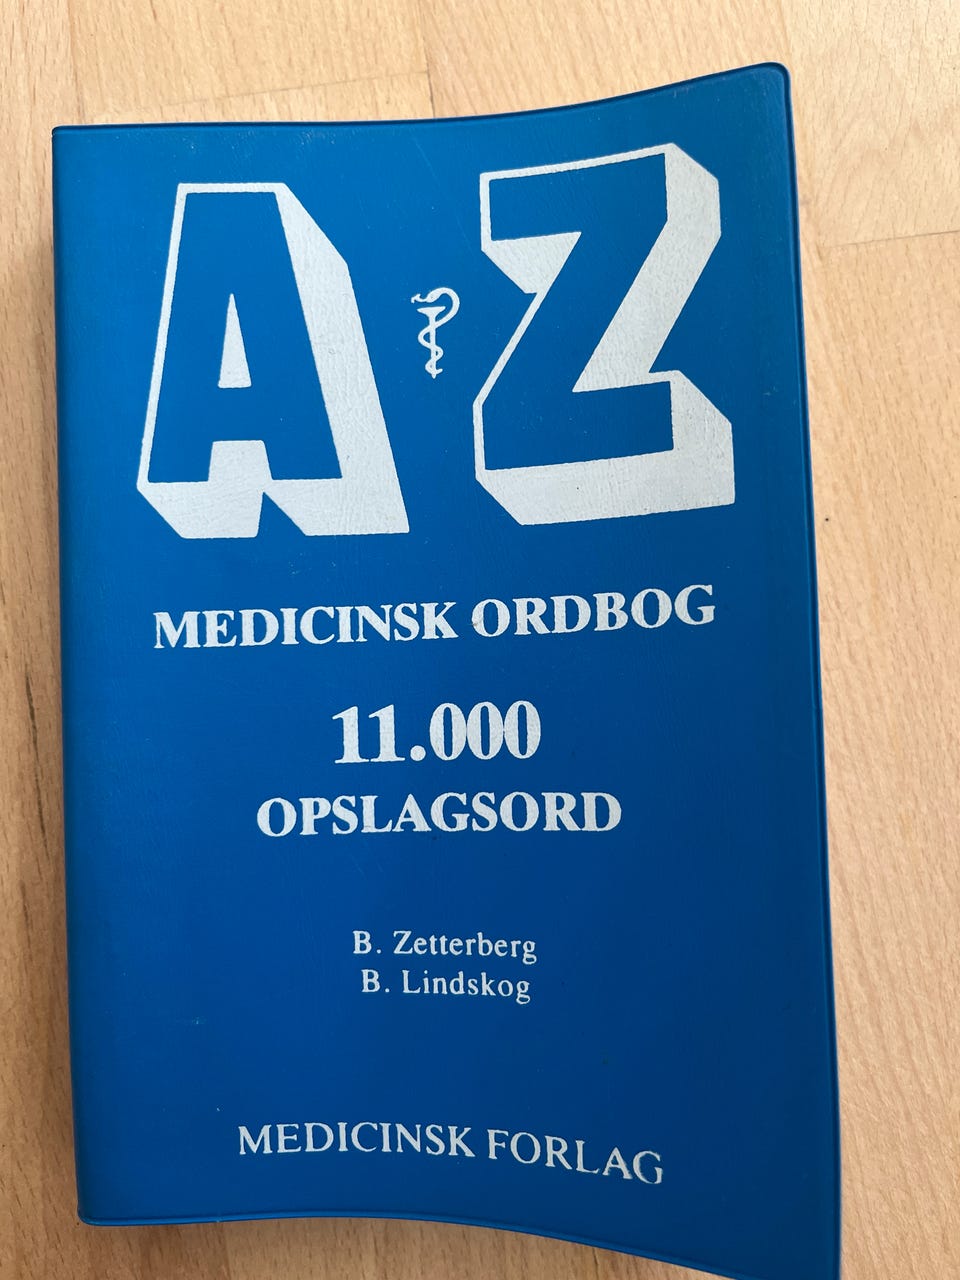 A Z
MEDICINSK ORDBOG
11.000
OPSLAGSORD
B. Zetterberg
B. Lindskog
MEDICINSK FORLAG